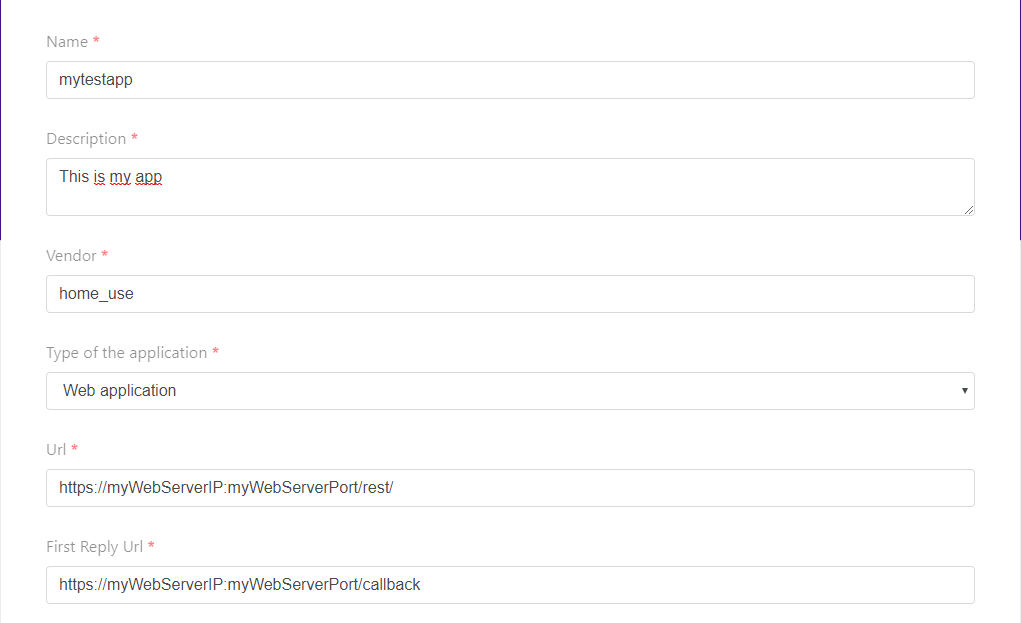 Name *
mytestapp
Description *
This is my app
Vendor *
home_use
Type of the application *
Web application
Url *
https://myWebServerIP:myWebServerPort/rest/
First Reply Url *
https://myWebServerIP:myWebServerPort/callback